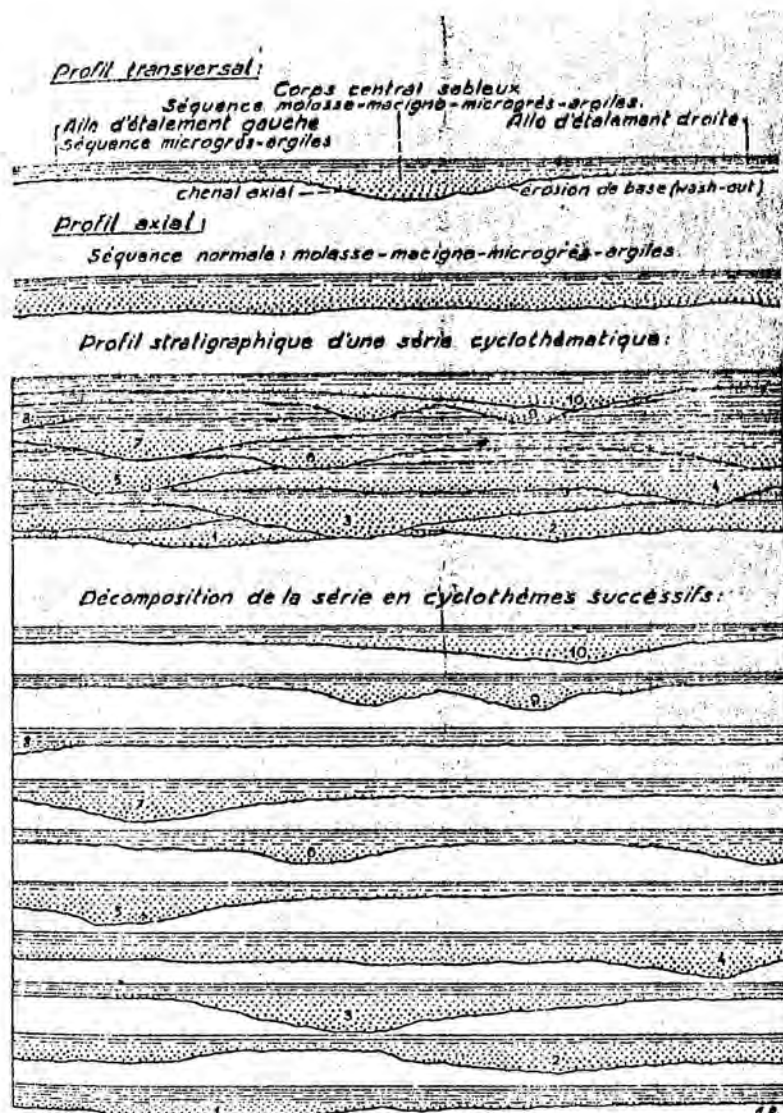 Profil transversal:
Corps central sableux
Séquence molasse-macigno-microgrès-argiles.
Aile d'étalement gauche
Aile d'étalement droite
Séquence microgrès-argiles
chenal axial
érosion de base (wash-out)
Profil axial:
Séquence normale: molasse-macigno-microgrès-argiles.
Profil stratigraphique d'une série cyclothématique:
10
9
8
7
6
5
4
3
2
1
Décomposition de la série en cyclothèmes successifs:
10
9
8
7
6
5
4
3
2
1